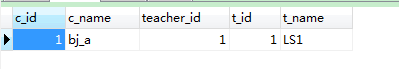 c_id c_name teacher_id t_id t_name
1 bj_a 1 1 LS1